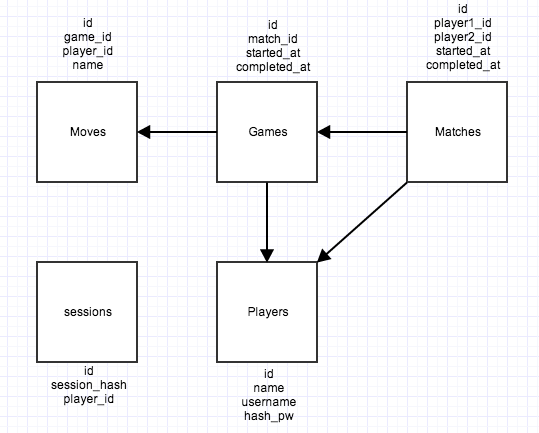 id
game_id
player_id
name
id
match_id
started_at
completed_at
id
player1_id
player2_id
started_at
completed_at
Moves
Games
Matches
sessions
Players
id
session_hash
player_id
id
name
username
hash_pw